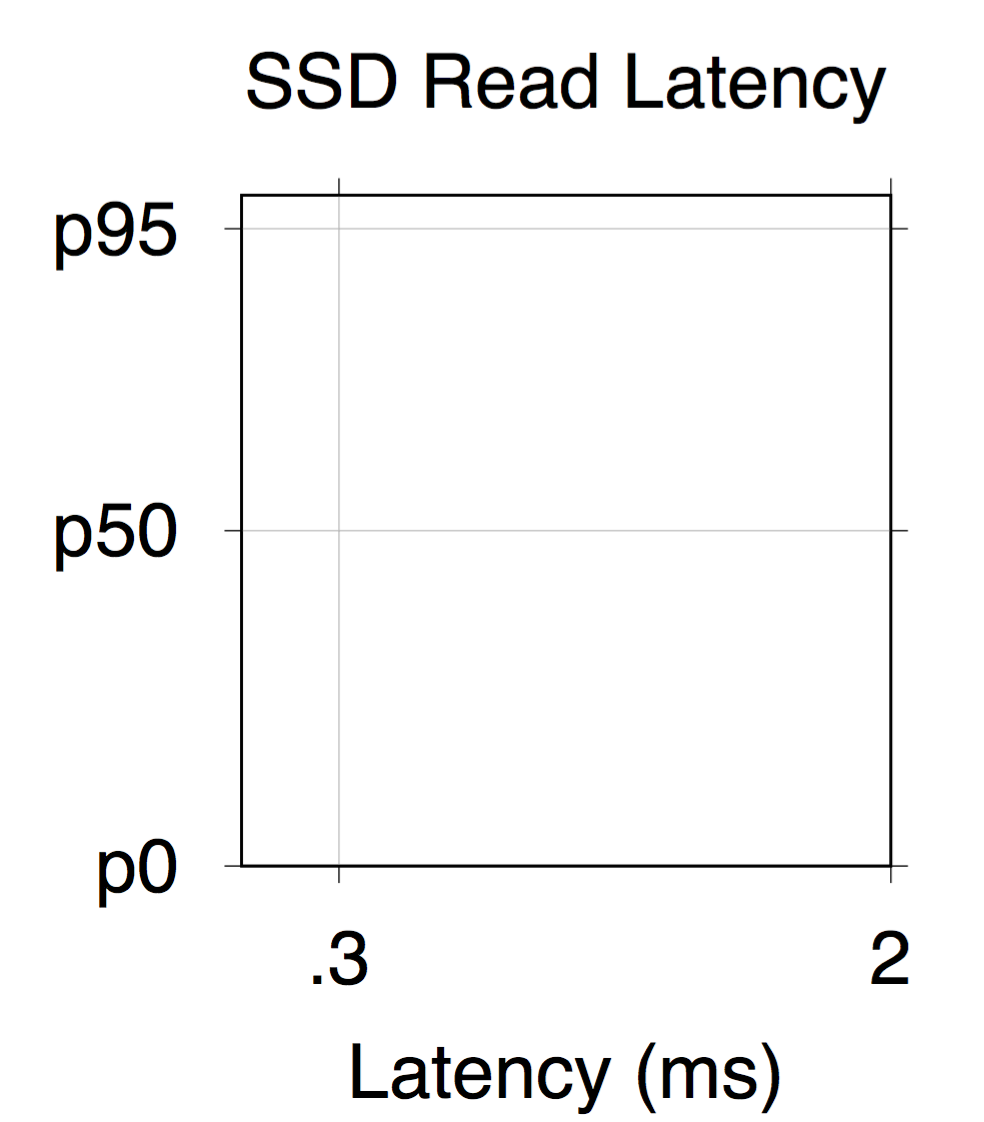 SSD Read Latency
p95
p50
p0
.3 2
Latency (ms)